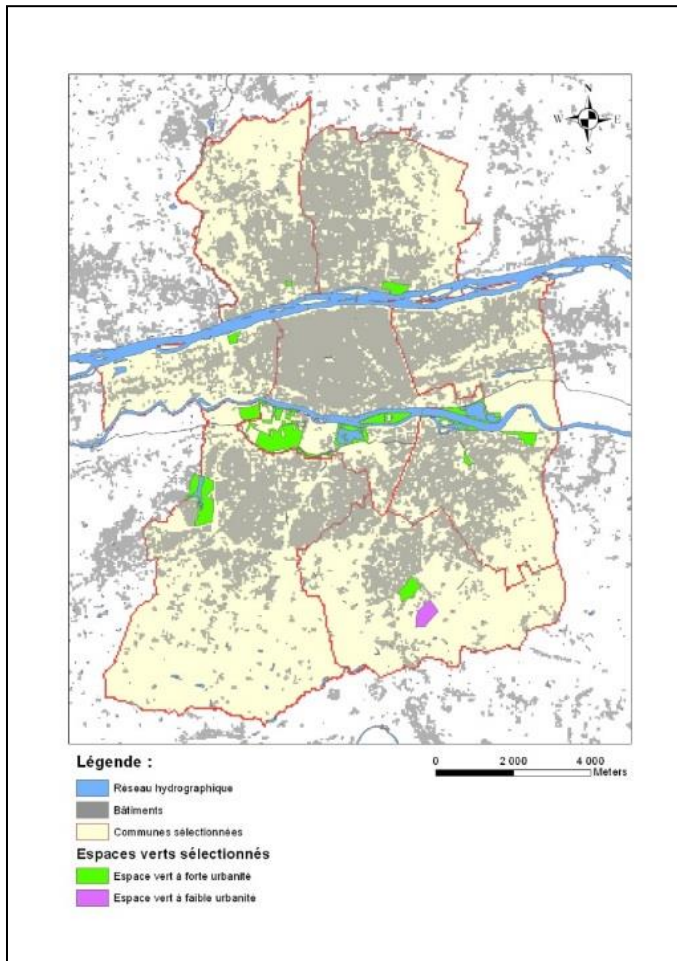 N
W E
S
Légende :
0 2 000 4 000
Meters
Réseau hydrographique
Bâtiments
Communes sélectionnées
Espaces verts sélectionnés
Espace vert à forte urbanité
Espace vert à faible urbanité